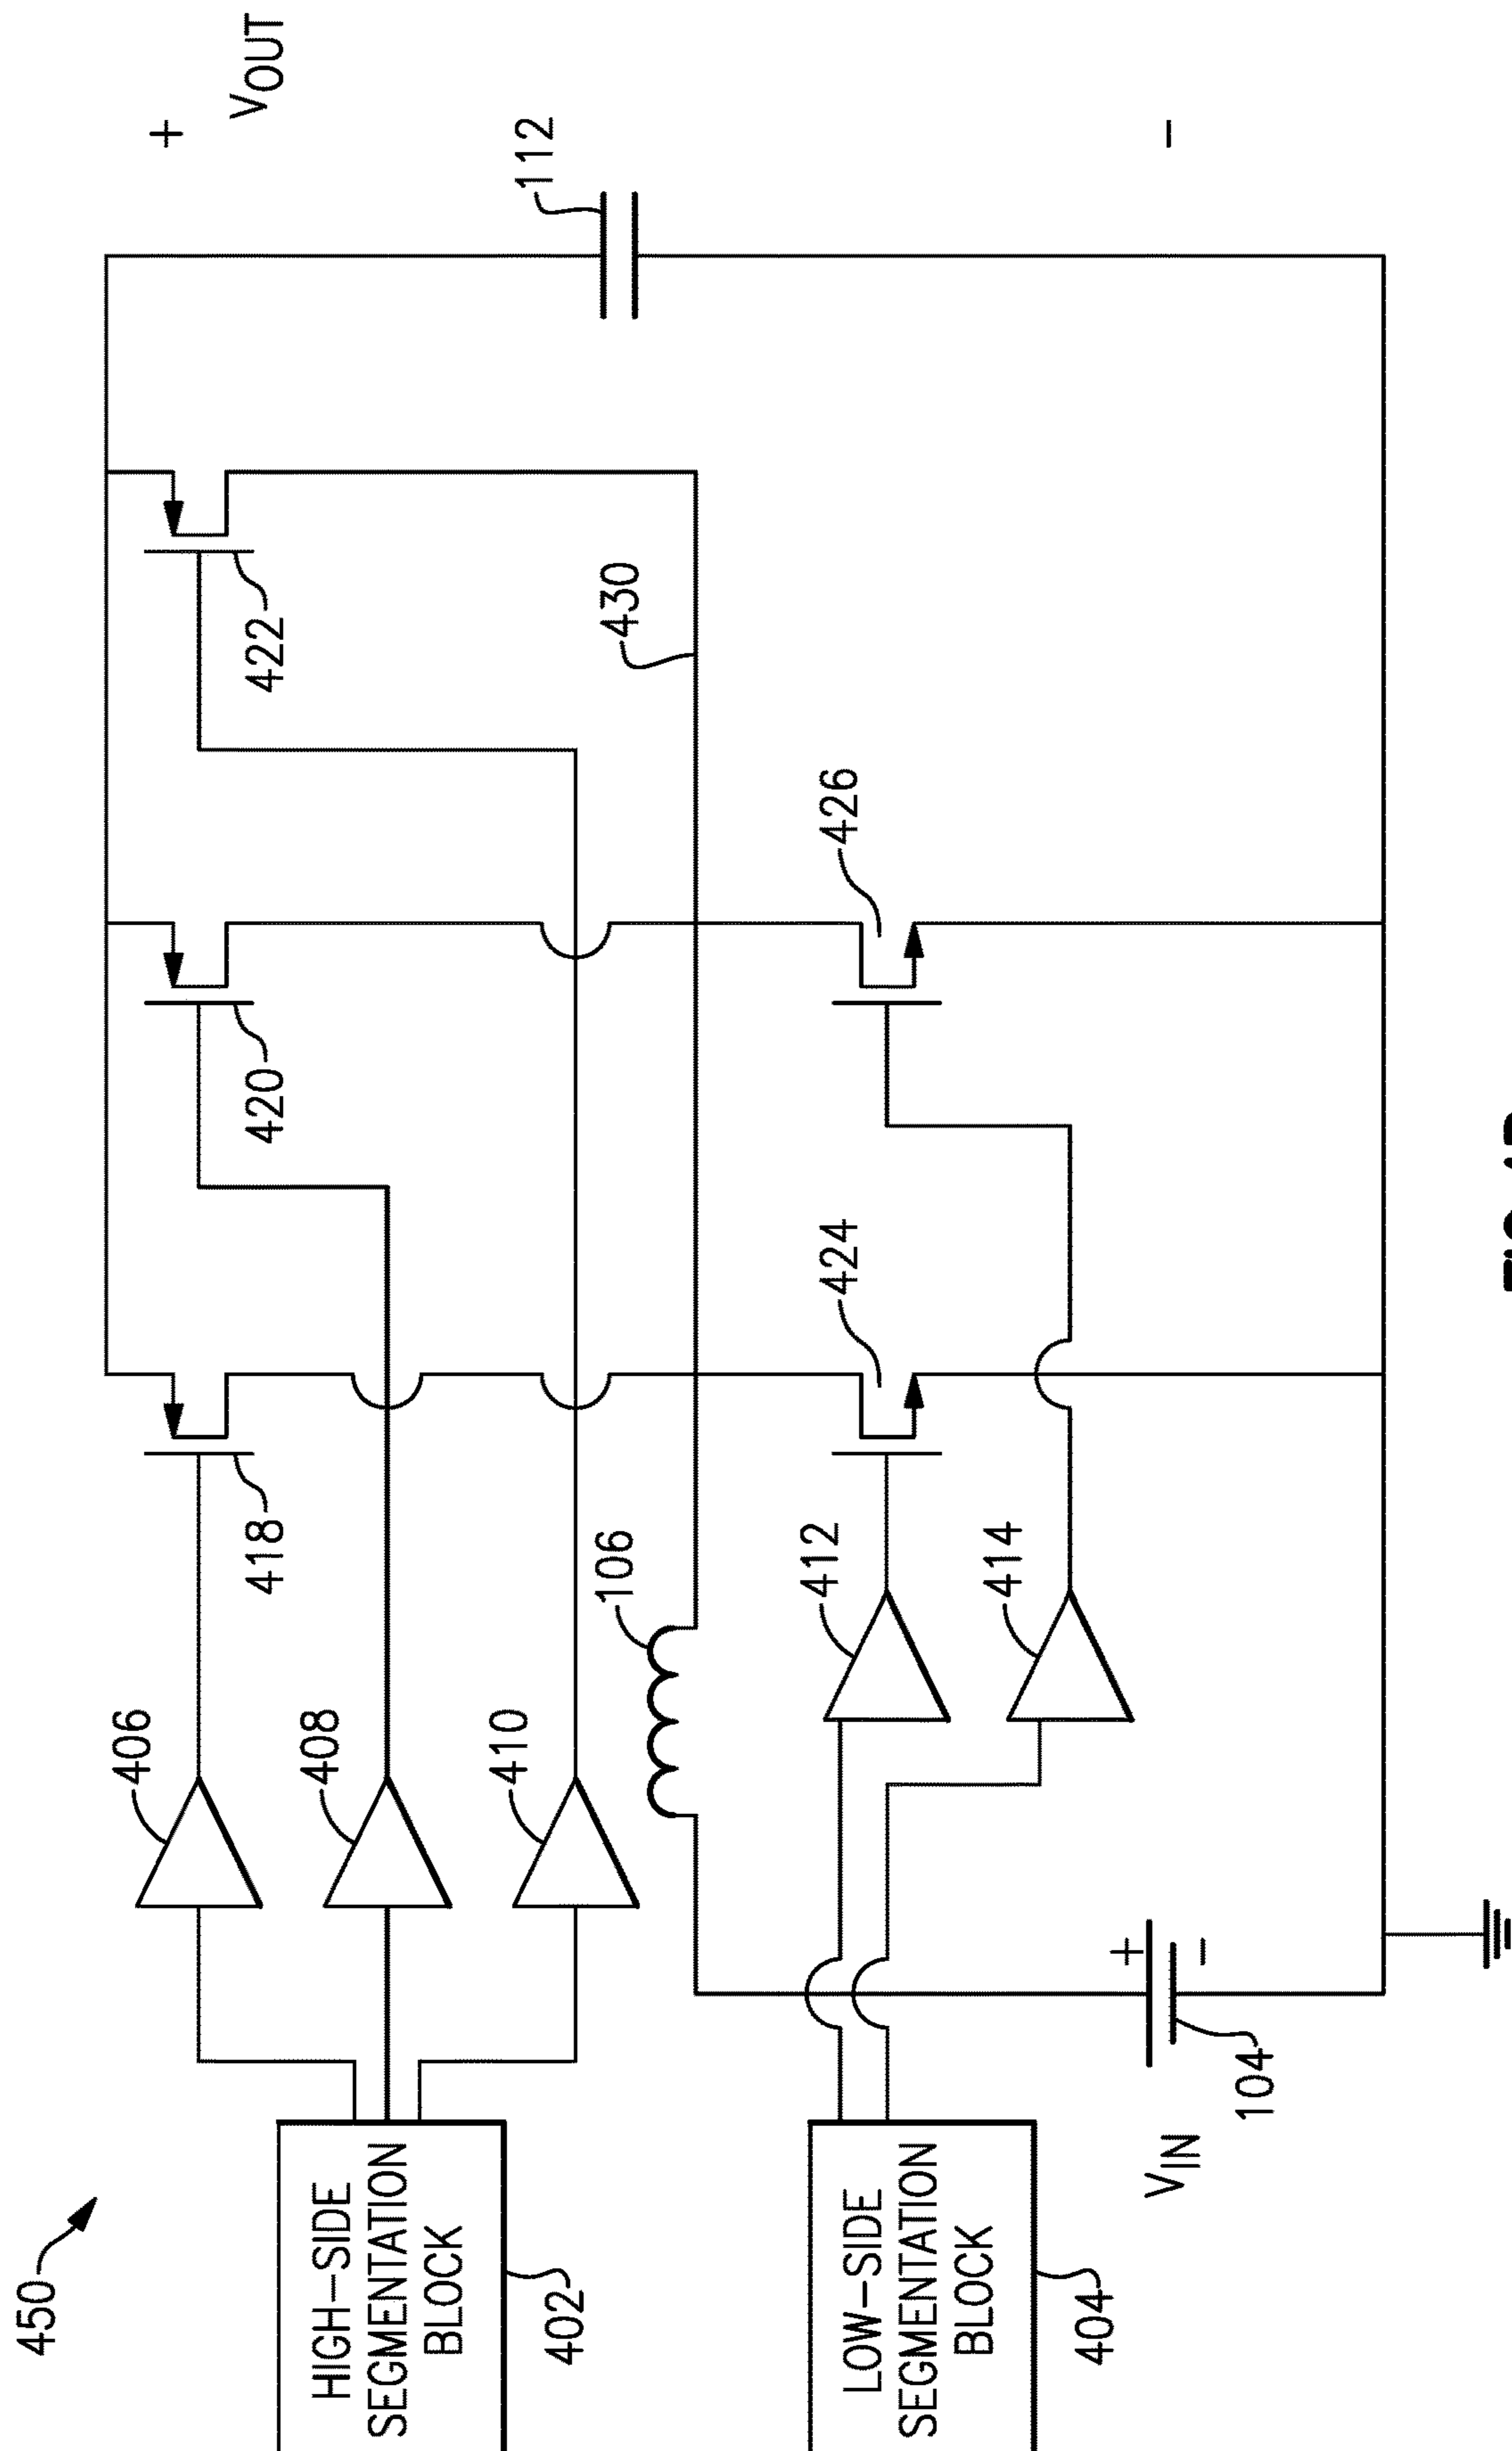 450
HIGH-SIDE
SEGMENTATION
BLOCK
402
LOW-SIDE
SEGMENTATION
BLOCK
404
406
408
410
106
412
414
418
420
422
424
426
430
112
+
VOUT
−
VIN
+
−
104